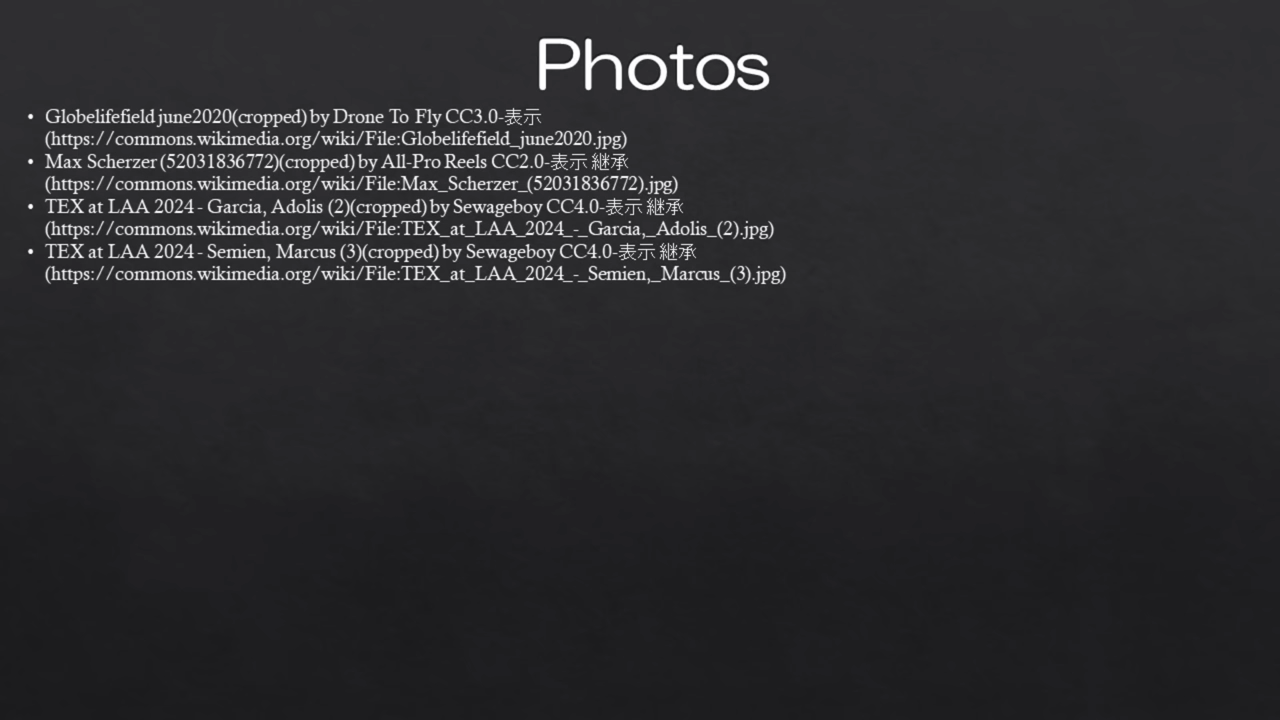 Photos
• Globelifefield june2020(cropped) by Drone To Fly CC3.0-表示
(https://commons.wikimedia.org/wiki/File:Globelifefield_june2020.jpg)
• Max Scherzer (52031836772)(cropped) by All-Pro Reels CC2.0-表示 継承
(https://commons.wikimedia.org/wiki/File:Max_Scherzer_(52031836772).jpg)
• TEX at LAA 2024 - Garcia, Adolis (2)(cropped) by Sewageboy CC4.0-表示 継承
(https://commons.wikimedia.org/wiki/File:TEX_at_LAA_2024_-_Garcia,_Adolis_(2).jpg)
• TEX at LAA 2024 - Semien, Marcus (3)(cropped) by Sewageboy CC4.0-表示 継承
(https://commons.wikimedia.org/wiki/File:TEX_at_LAA_2024_-_Semien,_Marcus_(3).jpg)